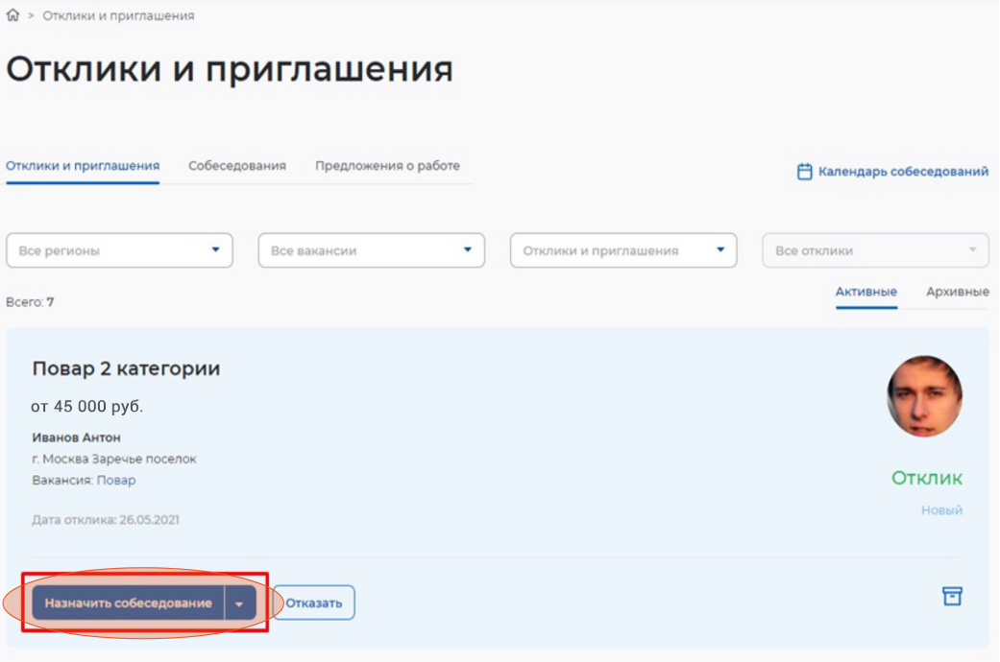 > Отклики и приглашения
Отклики и приглашения
Отклики и приглашения Собеседования Предложения о работе Календарь собеседований
Все регионы Все вакансии Отклики и приглашения Все отклики
Всего: 7 Активные Архивные
Повар 2 категории
от 45 000 руб.
Иванов Антон
г. Москва Заречье поселок
Вакансия: Повар
Отклик
Новый
Дата отклика: 26.05.2021
Назначить собеседование Отказать